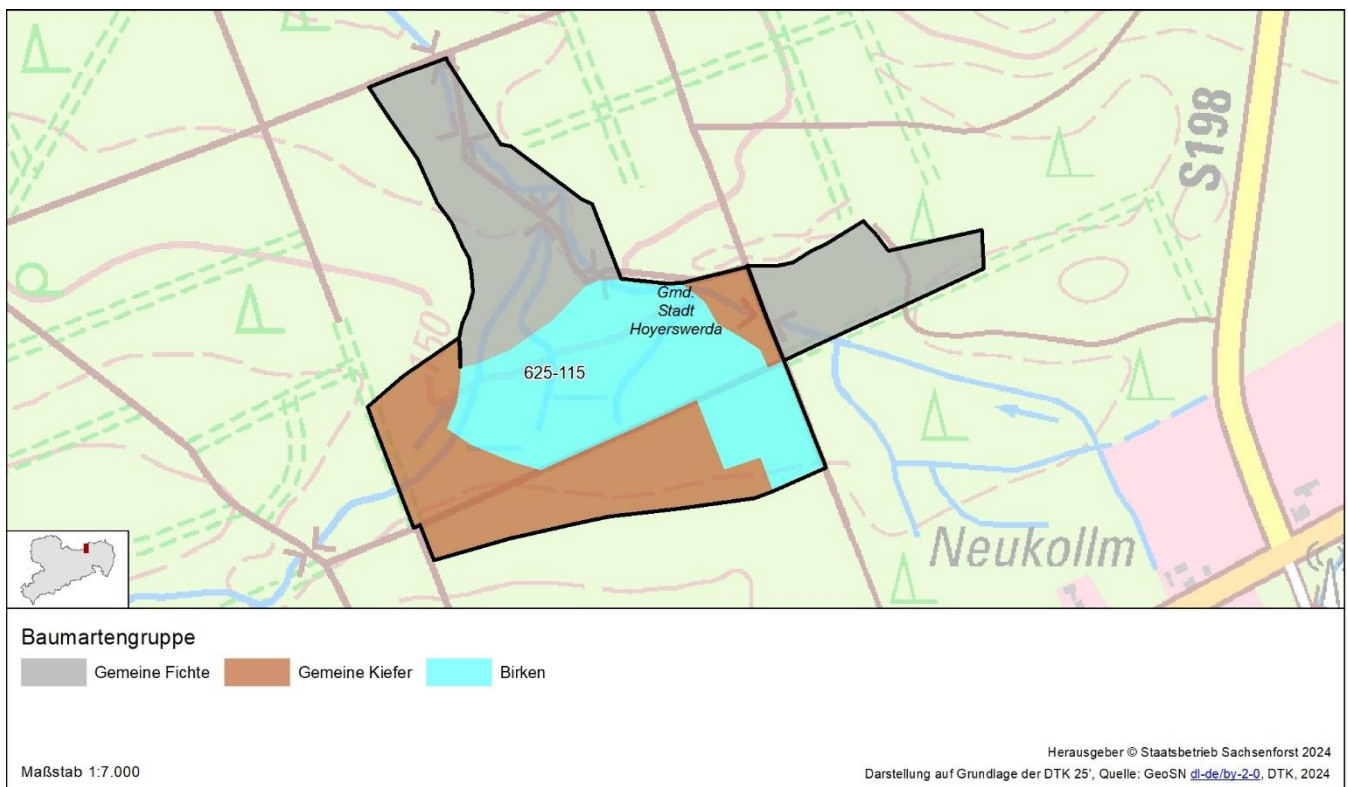 S198
Gmd.
Stadt
Hoyerswerda
150
625-115
Neukollm
Baumartengruppe
Gemeine Fichte
Gemeine Kiefer
Birken
Maßstab 1:7.000
Herausgeber © Staatsbetrieb Sachsenforst 2024
Darstellung auf Grundlage der DTK 25', Quelle: GeoSN dl-de/by-2-0, DTK, 2024